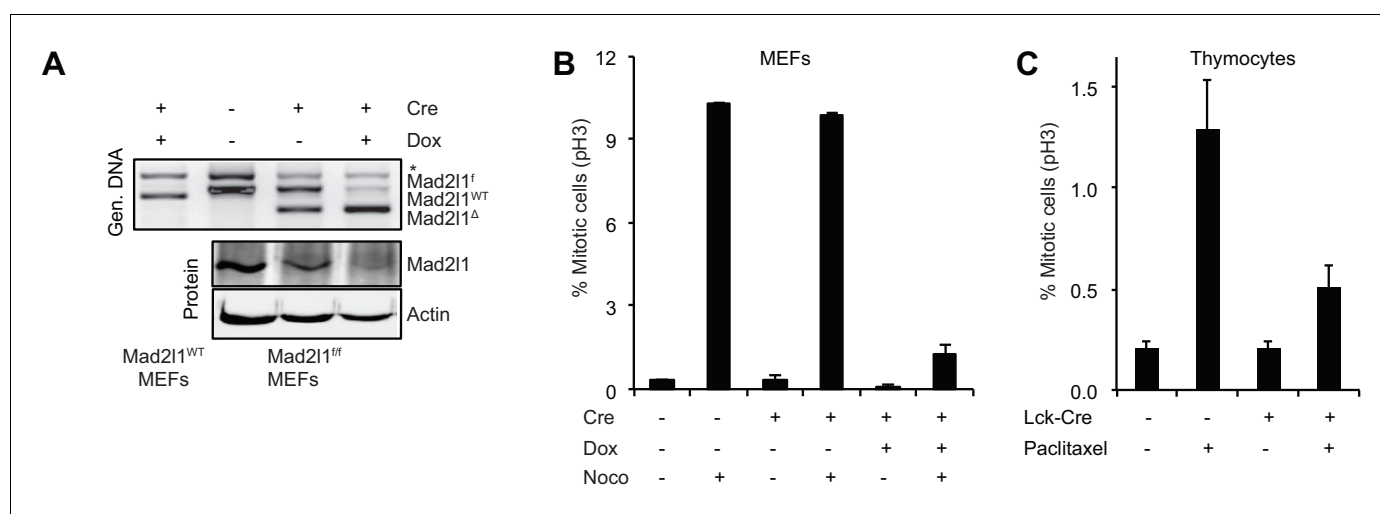 A
+ - + + Cre
+ - - + Dox
Gen. DNA
*
Mad2l1f
Mad2l1WT
Mad2l1Δ
Protein
Mad2l1
Actin
Mad2l1WT
MEFs
Mad2l1f/f
MEFs
B
MEFs
% Mitotic cells (pH3)
12
9
6
3
0
Cre - - + + + +
Dox - - - - + +
Noco - + - + - +
C
Thymocytes
% Mitotic cells (pH3)
1.5
1.0
0.5
0.0
Lck-Cre - - + +
Paclitaxel - + - +